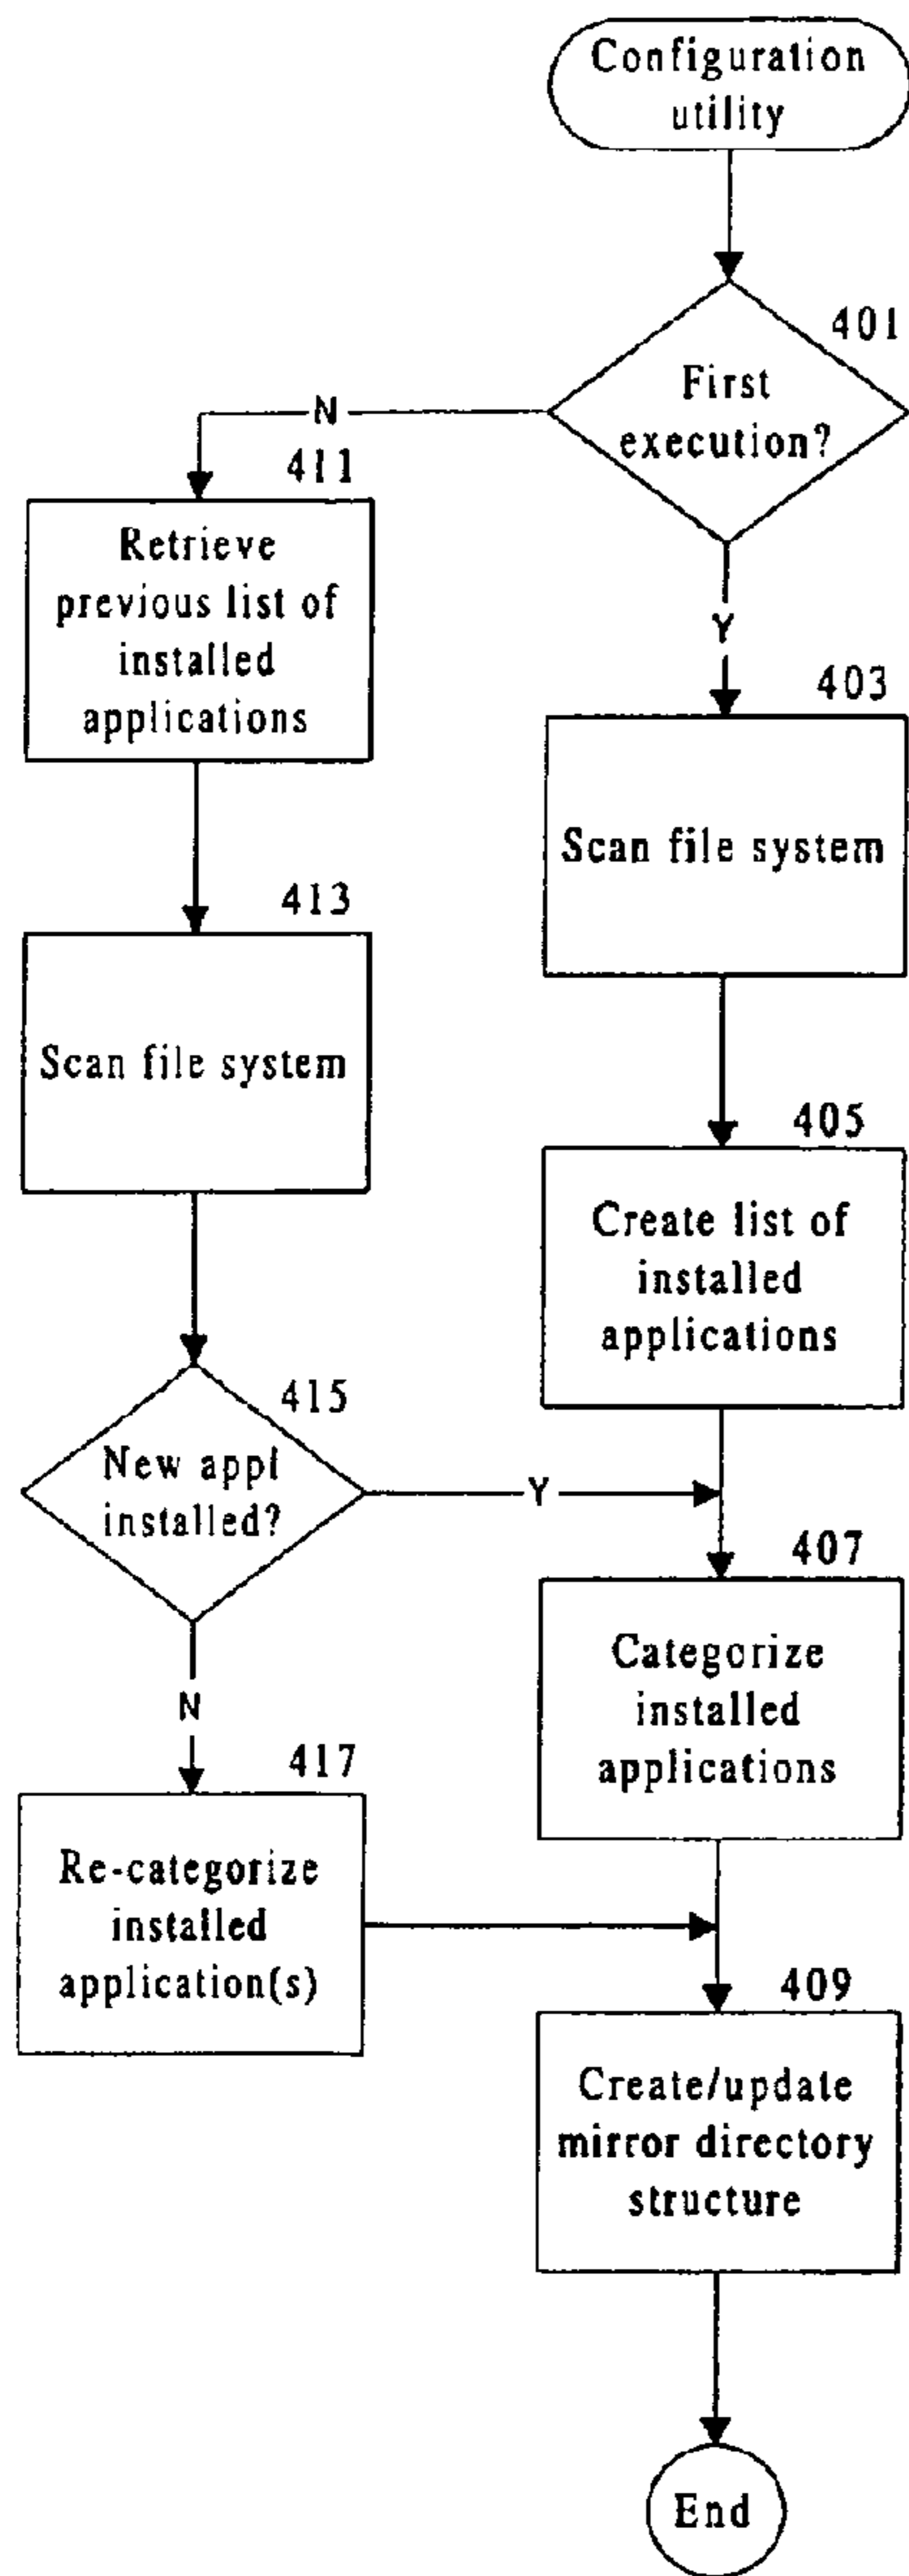 Configuration
utility
401
First
execution?
N
411
Retrieve
previous list of
installed
applications
Y
403
Scan file system
413
Scan file system
405
Create list of
installed
applications
415
New appl
installed?
Y
407
Categorize
installed
applications
N
417
Re-categorize
installed
application(s)
409
Create/update
mirror directory
structure
End